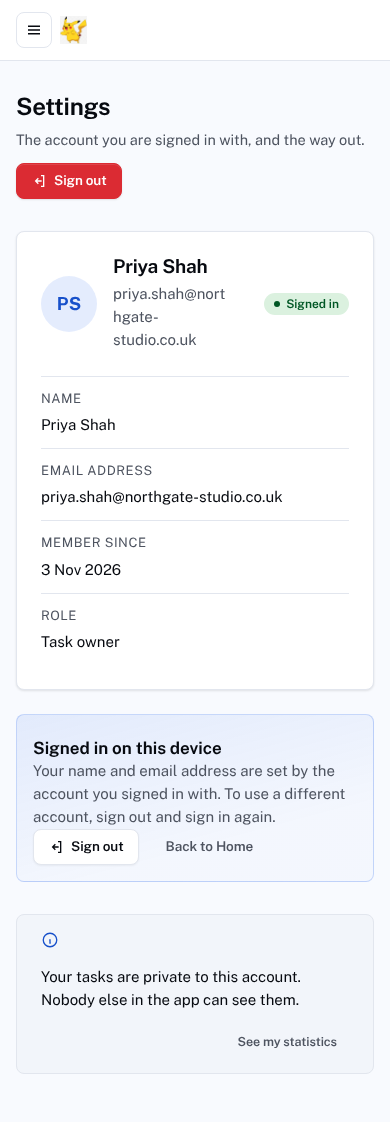 Settings
The account you are signed in with, and the way out.
Sign out
PS
Priya Shah
priya.shah@nort
hgate-
studio.co.uk
Signed in
NAME
Priya Shah
EMAIL ADDRESS
priya.shah@northgate-studio.co.uk
MEMBER SINCE
3 Nov 2026
ROLE
Task owner
Signed in on this device
Your name and email address are set by the
account you signed in with. To use a different
account, sign out and sign in again.
Sign out
Back to Home
Your tasks are private to this account.
Nobody else in the app can see them.
See my statistics